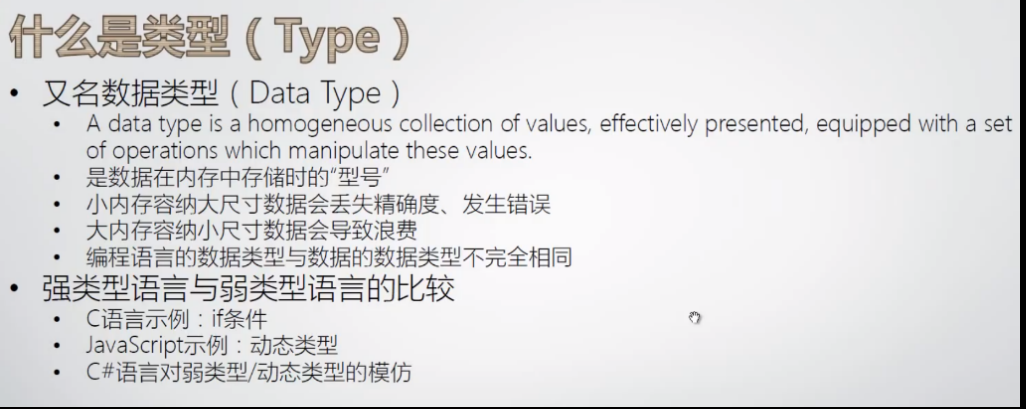 什么是类型（Type）
• 又名数据类型（Data Type）
• A data type is a homogeneous collection of values, effectively presented, equipped with a set
of operations which manipulate these values.
• 是数据在内存中存储时的“型号”
• 小内存容纳大尺寸数据会丢失精确度、发生错误
• 大内存容纳小尺寸数据会导致浪费
• 编程语言的数据类型与数据的数据类型不完全相同
• 强类型语言与弱类型语言的比较
• C语言示例：if条件
• JavaScript示例：动态类型
• C#语言对弱类型/动态类型的模仿